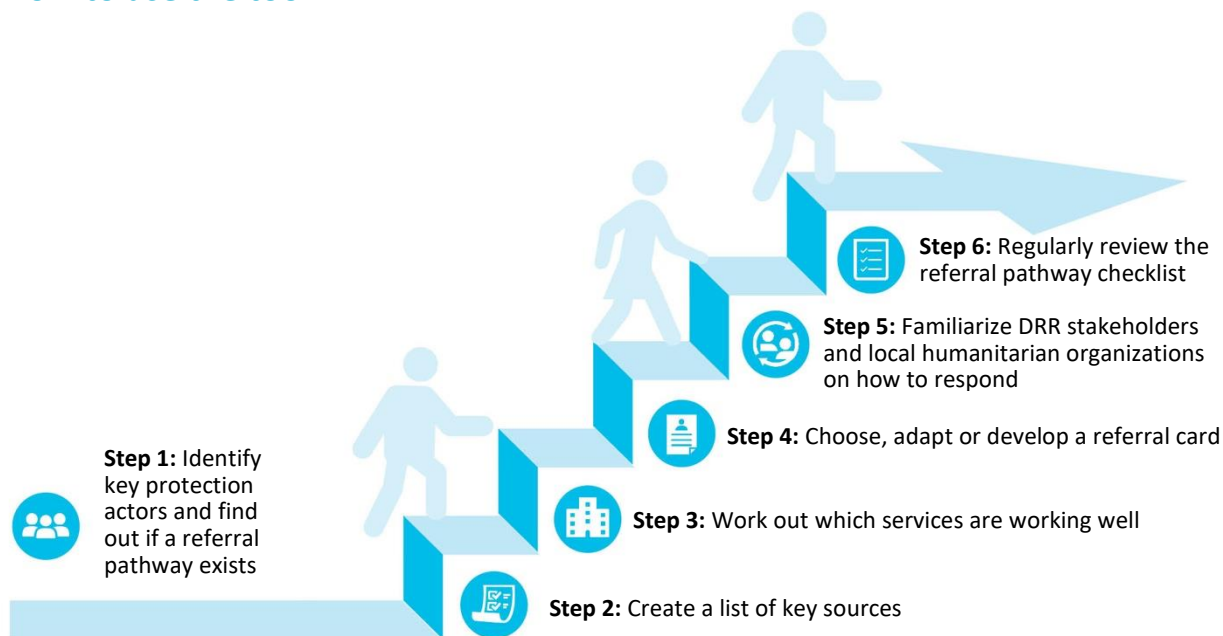 Step 1: Identify
key protection
actors and find
out if a referral
pathway exists
Step 2: Create a list of key sources
Step 3: Work out which services are working well
Step 4: Choose, adapt or develop a referral card
Step 5: Familiarize DRR stakeholders
and local humanitarian organizations
on how to respond
Step 6: Regularly review the
referral pathway checklist